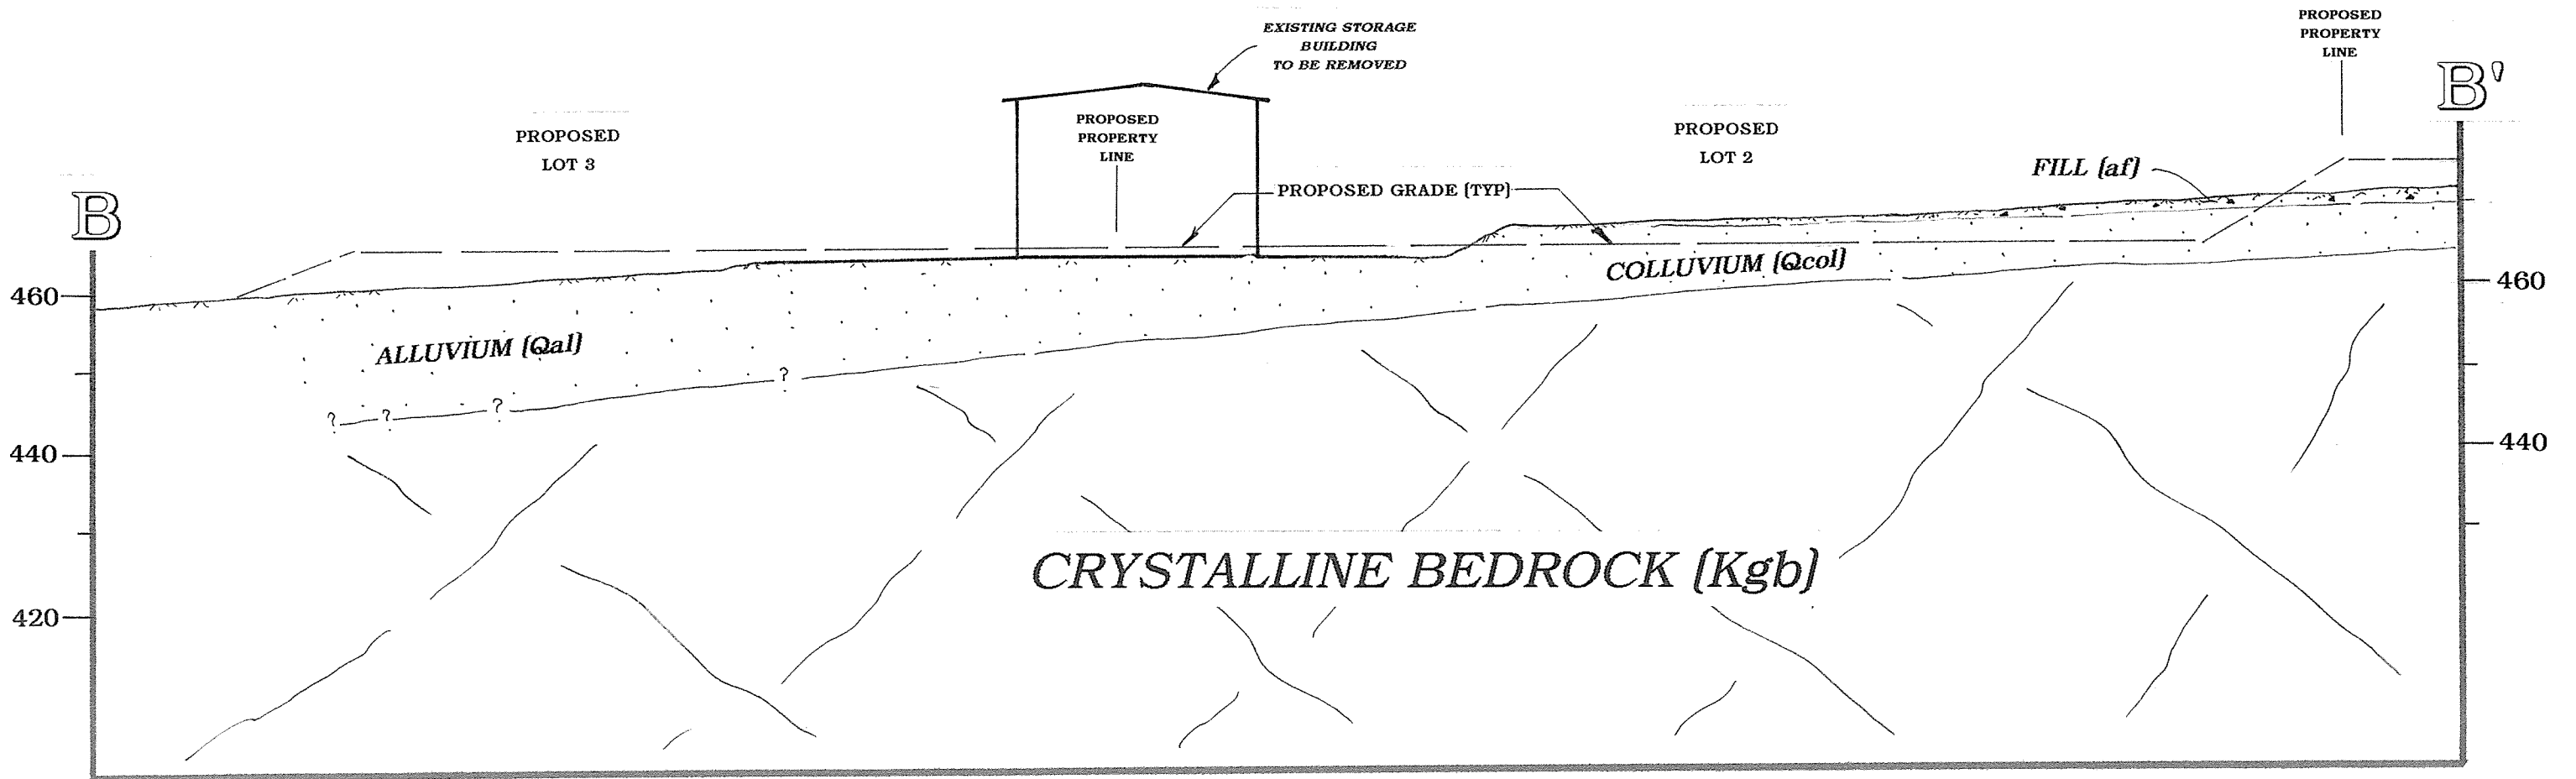 PROPOSED
PROPERTY
LINE
EXISTING STORAGE
BUILDING
TO BE REMOVED
B'
PROPOSED
PROPERTY
LINE
PROPOSED
LOT 3
PROPOSED
LOT 2
FILL (af)
PROPOSED GRADE (TYP)
B
COLLUVIUM (Qcol)
460
460
ALLUVIUM (Qal)
?
?
?
?
440
440
CRYSTALLINE BEDROCK (Kgb)
420